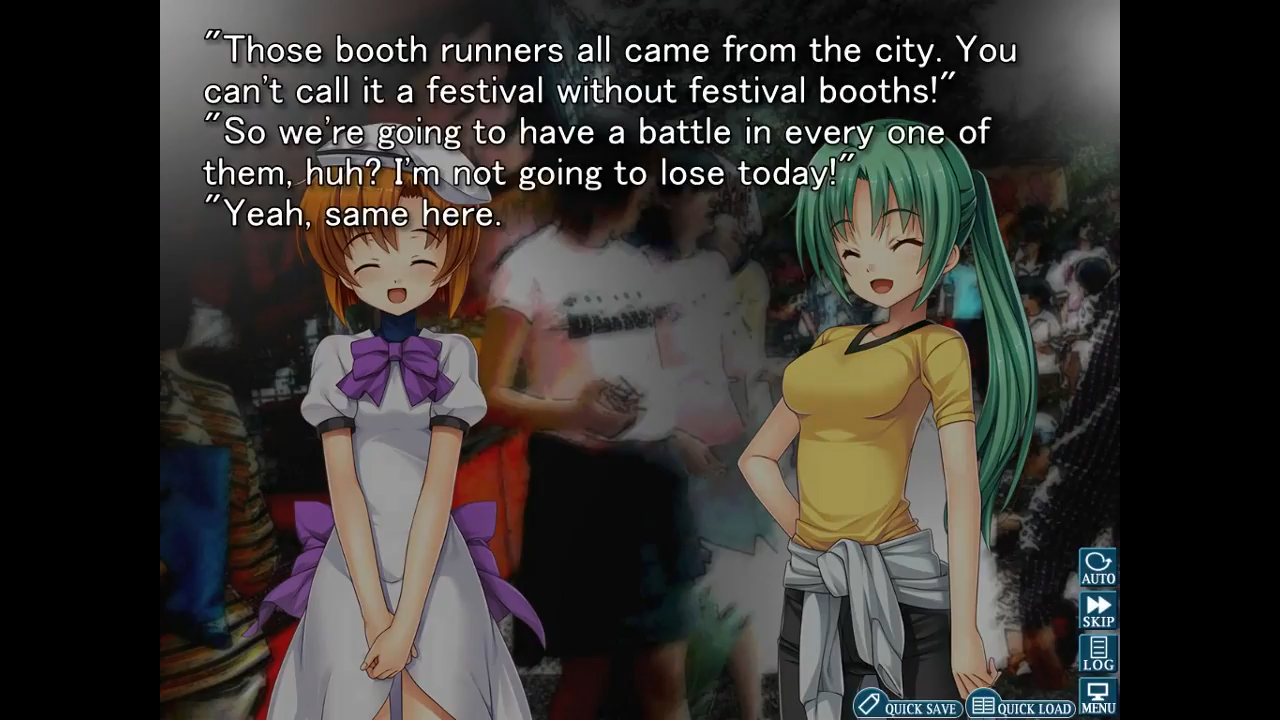 "Those booth runners all came from the city. You
can't call it a festival without festival booths!"
"So we're going to have a battle in every one of
them, huh? I'm not going to lose today!"
"Yeah, same here.
AUTO
SKIP
LOG
MENU
QUICK SAVE
QUICK LOAD